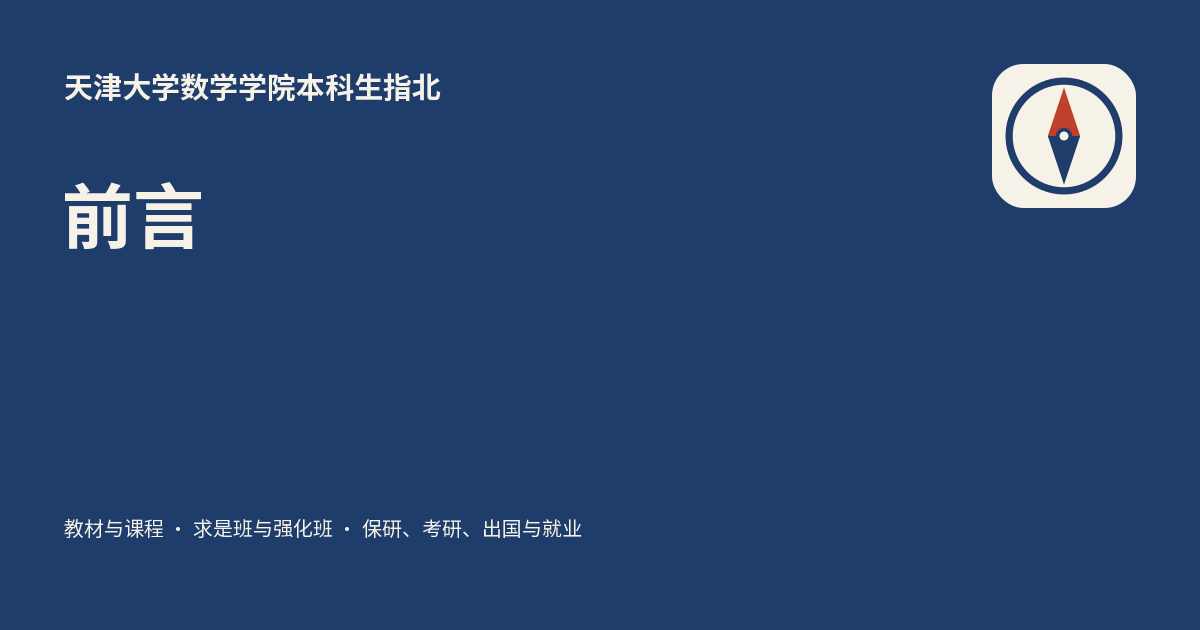 天津大学数学学院本科生指北
前言
教材与课程 · 求是班与强化班 · 保研、考研、出国与就业